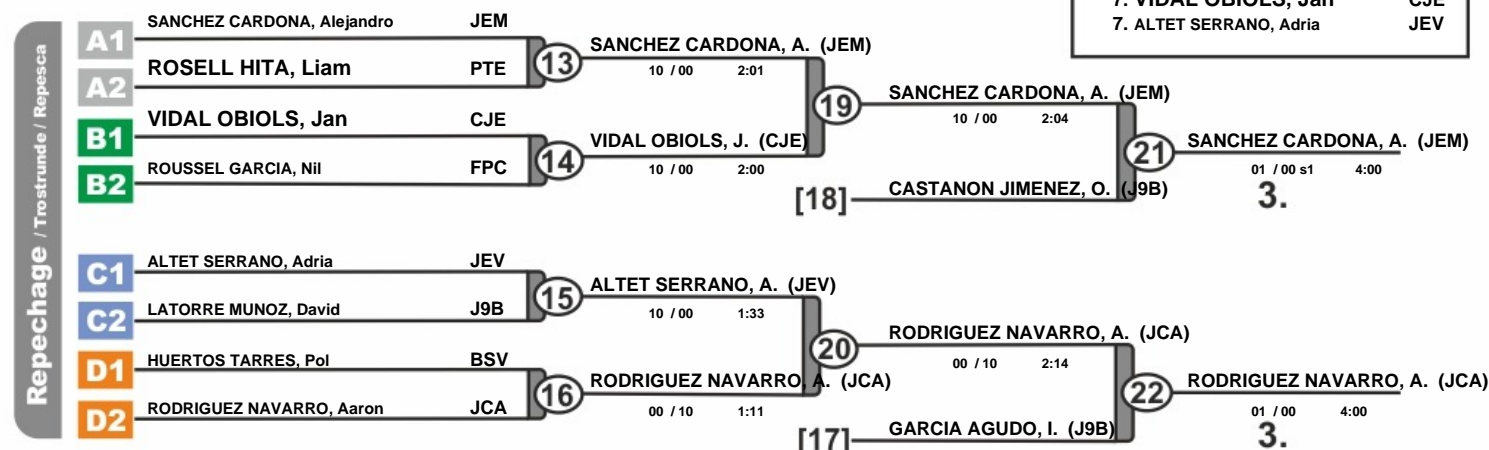 7. VIDAL OBIOLS, Jan CJE
7. ALTET SERRANO, Adria JEV
Repechage / Trostrunde / Repesca
A1 SANCHEZ CARDONA, Alejandro JEM
A2 ROSELL HITA, Liam PTE
B1 VIDAL OBIOLS, Jan CJE
B2 ROUSSEL GARCIA, Nil FPC
13 SANCHEZ CARDONA, A. (JEM)
10 / 00 2:01
14 VIDAL OBIOLS, J. (CJE)
10 / 00 2:00
19 SANCHEZ CARDONA, A. (JEM)
10 / 00 2:04
[18] CASTANON JIMENEZ, O. (J9B)
21 SANCHEZ CARDONA, A. (JEM)
01 / 00 s1 4:00
3.
C1 ALTET SERRANO, Adria JEV
C2 LATORRE MUNOZ, David J9B
D1 HUERTOS TARRES, Pol BSV
D2 RODRIGUEZ NAVARRO, Aaron JCA
15 ALTET SERRANO, A. (JEV)
10 / 00 1:33
16 RODRIGUEZ NAVARRO, A. (JCA)
00 / 10 1:11
20 RODRIGUEZ NAVARRO, A. (JCA)
00 / 10 2:14
[17] GARCIA AGUDO, I. (J9B)
22 RODRIGUEZ NAVARRO, A. (JCA)
01 / 00 4:00
3.